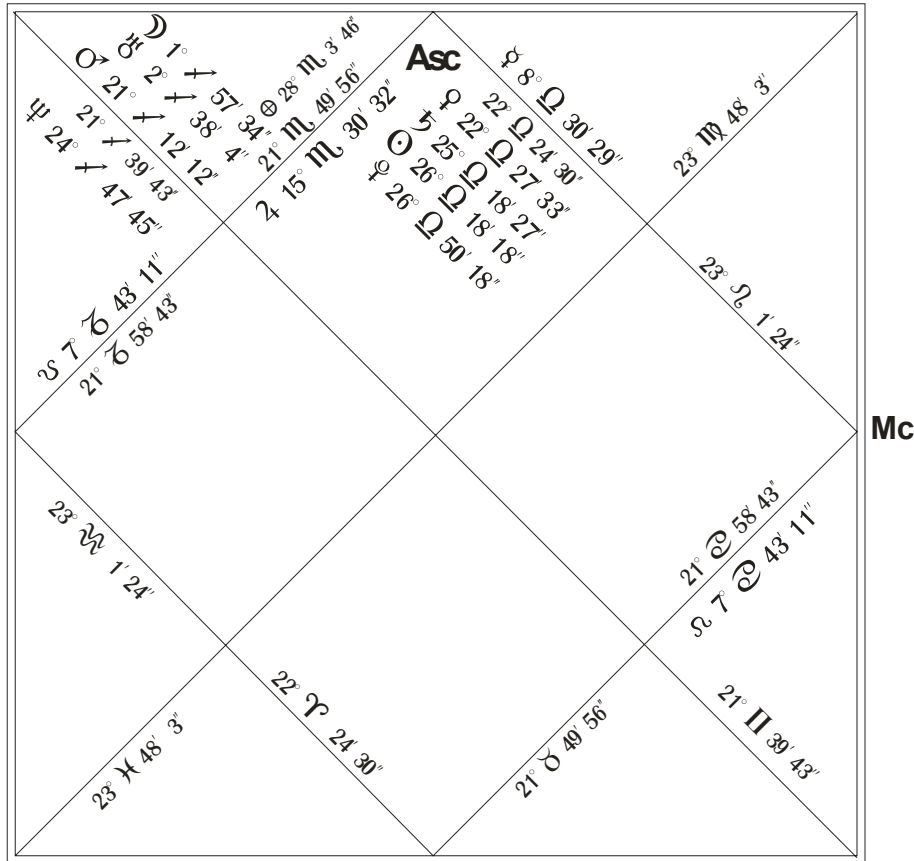 ☽ 1° ♐ 57′ 34″
♅ 2° ♐ 38′ 4″
♂ 21° ♐ 12′ 12″
21° ♐ 39′ 43″
♆ 24° ♐ 47′ 45″
⊕ 28° ♏ 3′ 46″
21° ♏ 49′ 56″
♃ 15° ♏ 30′ 32″
Asc
☿ 8° ♎ 30′ 29″
22° ♎ 24′ 30″
♀ 22° ♎ 27′ 33″
♄ 25° ♎ 18′ 27″
☉ 26° ♎ 18′ 18″
⯓ 26° ♎ 50′ 18″
23° ♍ 48′ 3″
☋ 7° ♑ 43′ 11″
21° ♑ 58′ 43″
23° ♌ 1′ 24″
Mc
23° ♒ 1′ 24″
21° ♋ 58′ 43″
☊ 7° ♋ 43′ 11″
23° ♓ 48′ 3″
22° ♈ 24′ 30″
21° ♉ 49′ 56″
21° ♊ 39′ 43″